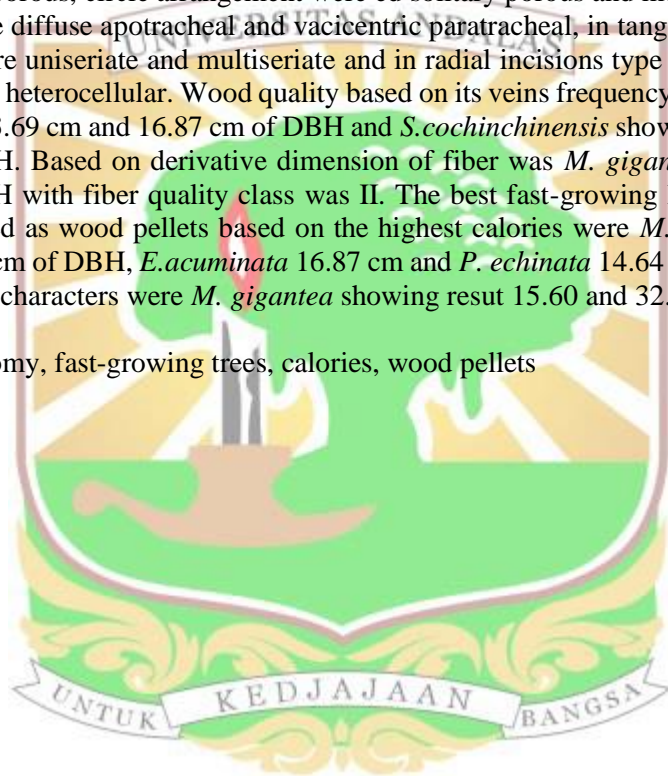 orous, circle arrangement were ed solitary porous and m
e diffuse apotracheal and vacicentric paratracheal, in tang
UNIVERSITAS ANDALAS
re uniseriate and multiseriate and in radial incisions type
heterocellular. Wood quality based on its veins frequency
.69 cm and 16.87 cm of DBH and S.cochinchinensis show
H. Based on derivative dimension of fiber was M. gigan
H with fiber quality class was II. The best fast-growing
d as wood pellets based on the highest calories were M.
cm of DBH, E.acuminata 16.87 cm and P. echinata 14.64
characters were M. gigantea showing resut 15.60 and 32.
omy, fast-growing trees, calories, wood pellets
UNTUK KEDJAJAAN BANGSA